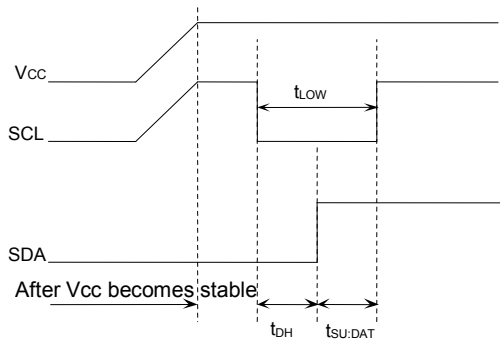 Vcc
tLOW
SCL
SDA
After Vcc becomes stable
tDH
tSU:DAT